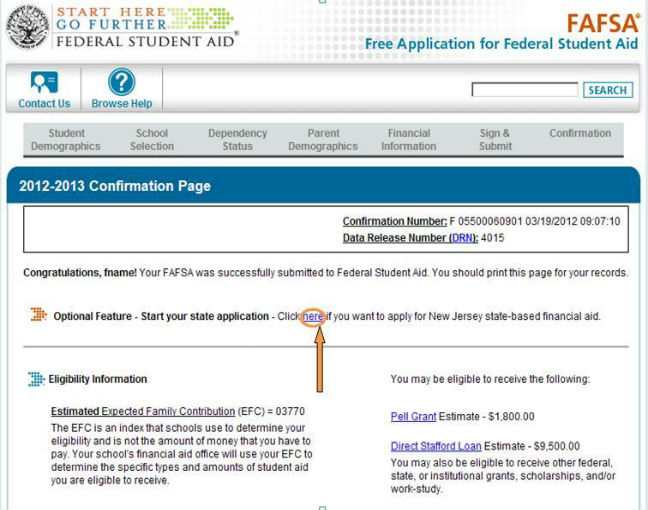 START HERE
GO FURTHER
FEDERAL STUDENT AID®
FAFSA®
Free Application for Federal Student Aid
Contact Us
Browse Help
SEARCH
Student Demographics
School Selection
Dependency Status
Parent Demographics
Financial Information
Sign & Submit
Confirmation
2012-2013 Confirmation Page
Confirmation Number: F 05500060901 03/19/2012 09:07:10
Data Release Number (DRN): 4015
Congratulations, fname! Your FAFSA was successfully submitted to Federal Student Aid. You should print this page for your records.
Optional Feature - Start your state application - Click here if you want to apply for New Jersey state-based financial aid.
Eligibility Information
Estimated Expected Family Contribution (EFC) = 03770
The EFC is an index that schools use to determine your
eligibility and is not the amount of money that you have to
pay. Your school's financial aid office will use your EFC to
determine the specific types and amounts of student aid
you are eligible to receive.
You may be eligible to receive the following:
Pell Grant Estimate - $1,800.00
Direct Stafford Loan Estimate - $9,500.00
You may also be eligible to receive other federal,
state, or institutional grants, scholarships, and/or
work-study.